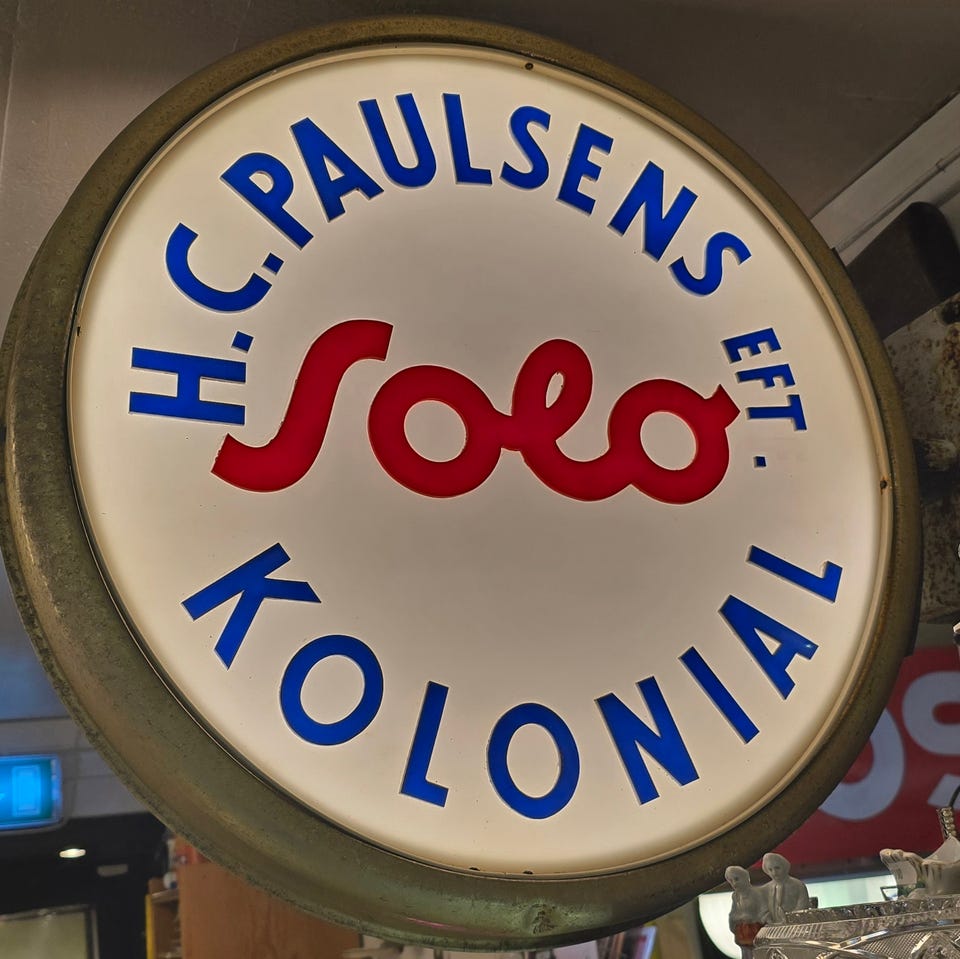 H.C. PAULSENS EFT.
Solo
KOLONIAL